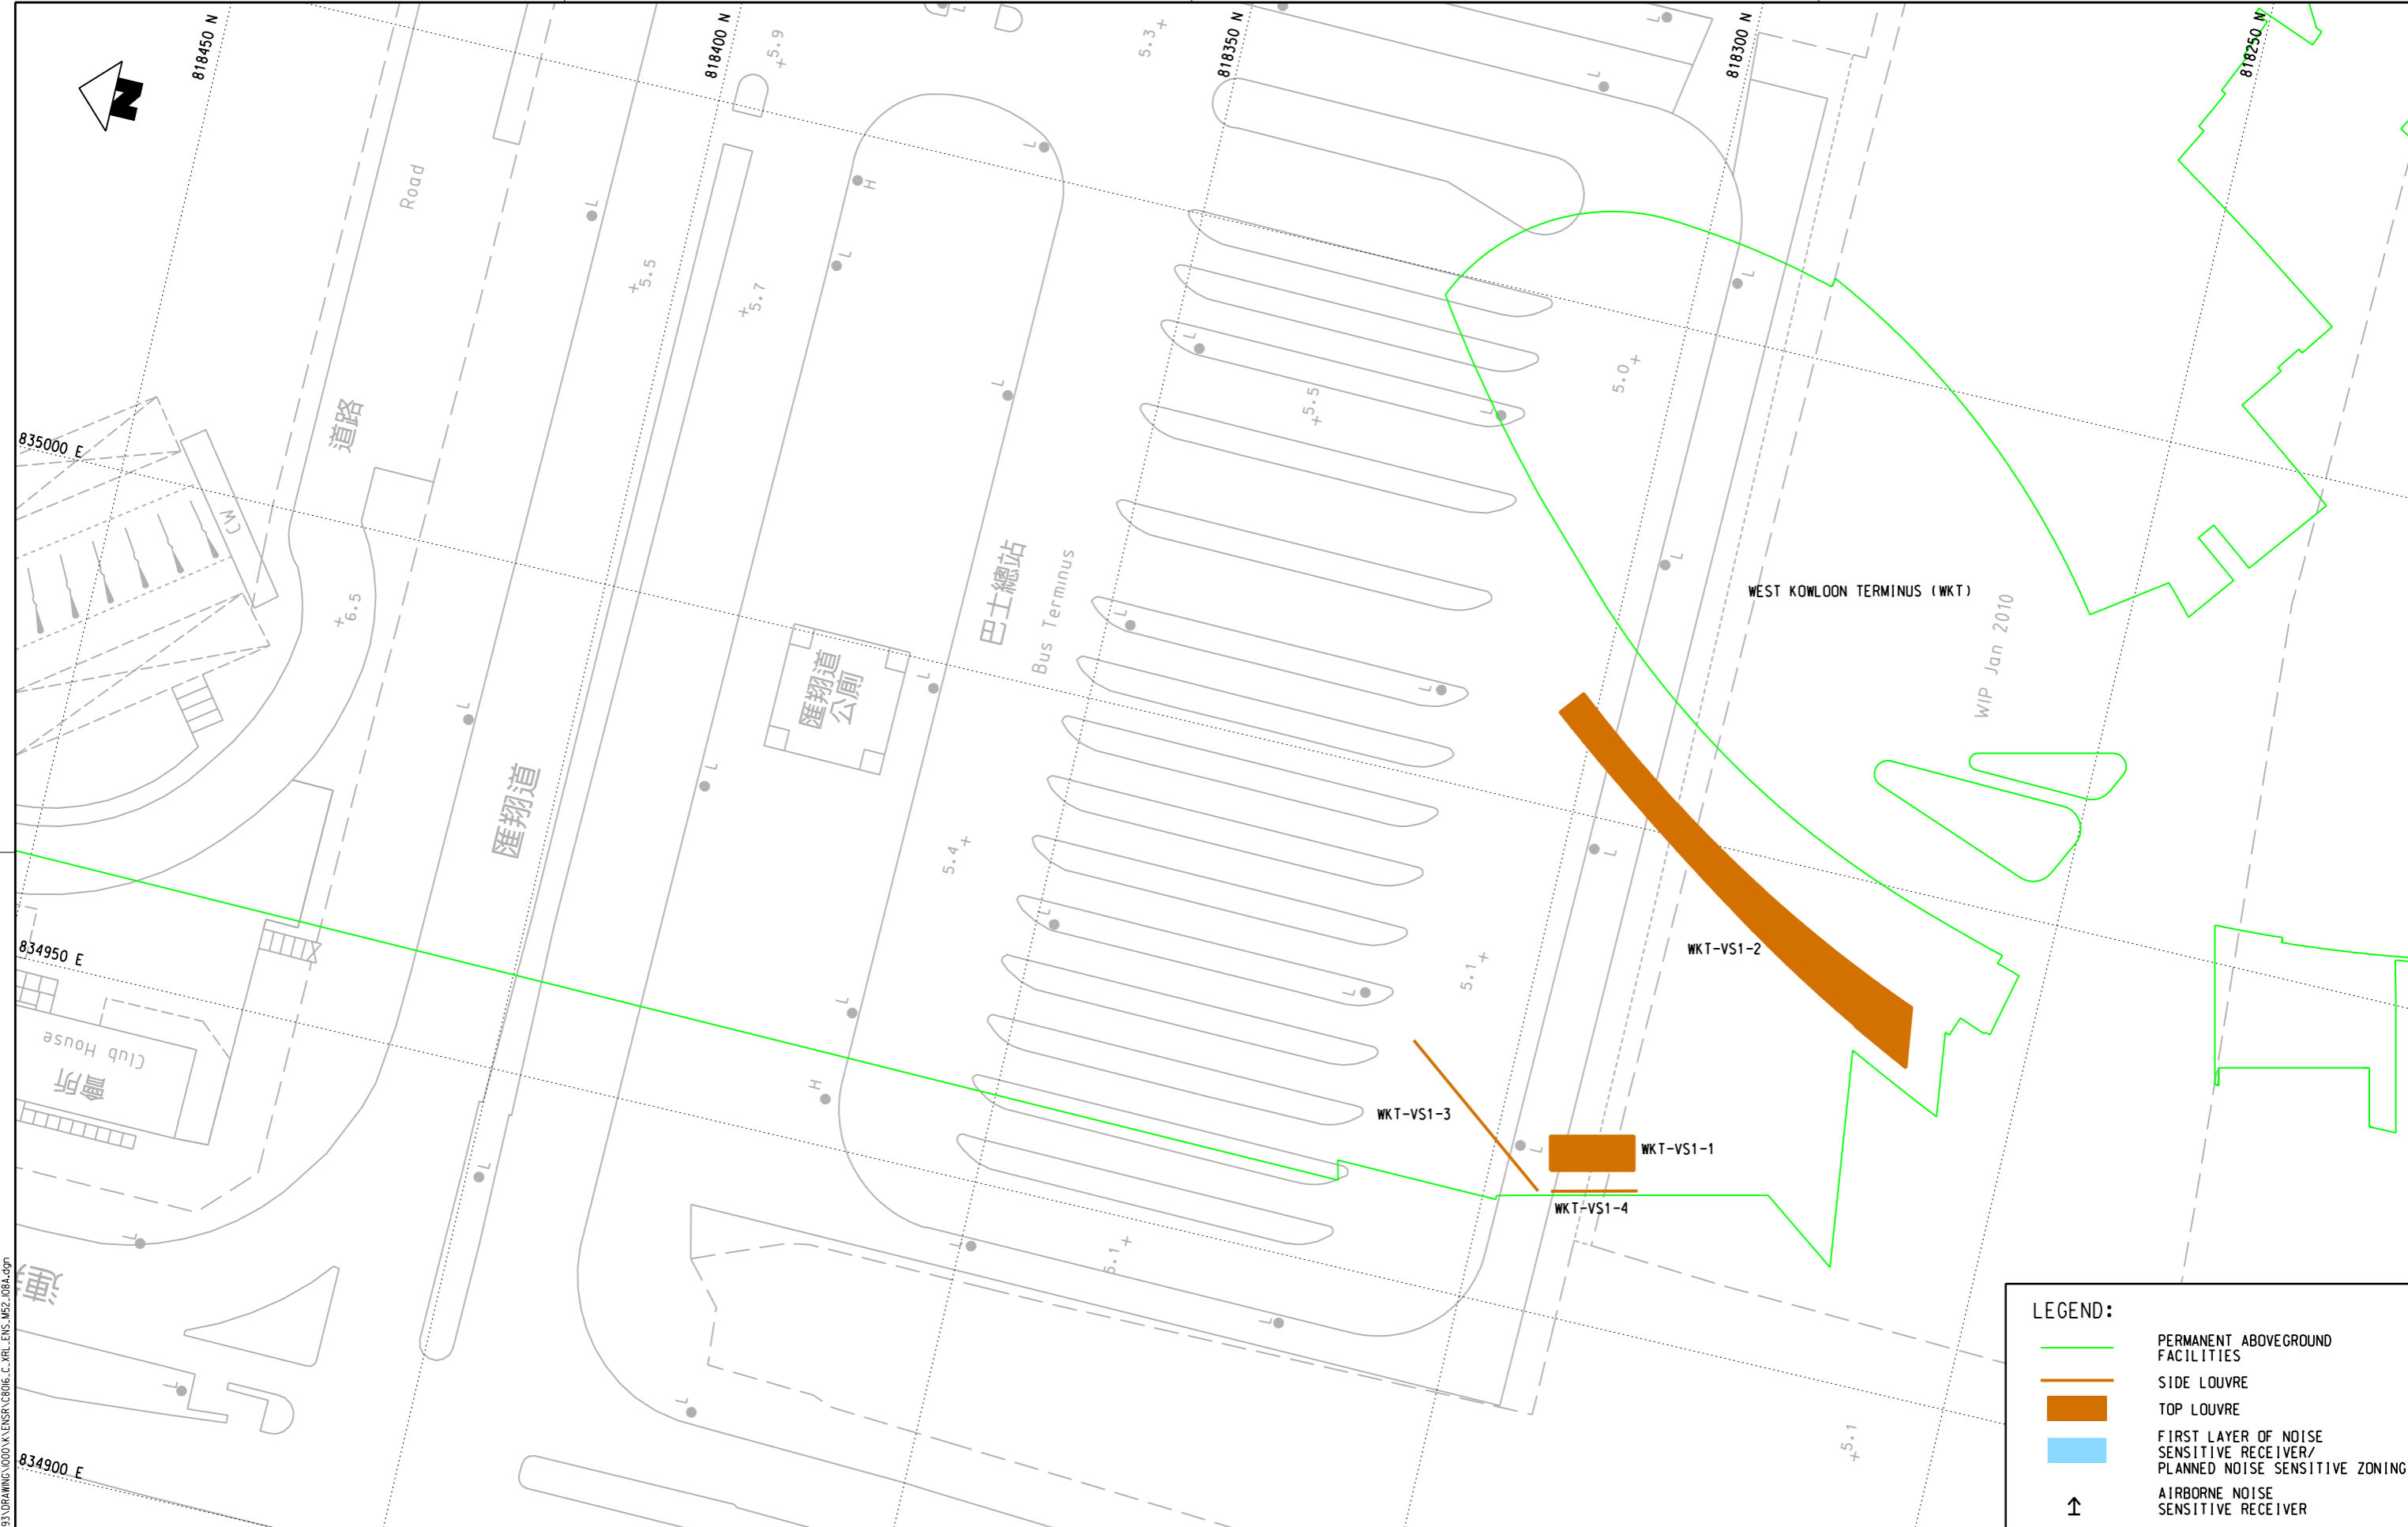 818450 N
818400 N
818350 N
818300 N
818250 N
N
5.9
5.3
L
L
L
L
H
Road
L
5.5
5.7
L
L
L
道路
835000 E
CW
L
5.5
L
5.0
L
6.5
巴士總站
Bus Terminus
WEST KOWLOON TERMINUS (WKT)
WIP Jan 2010
匯翔道
公廁
L
L
L
L
L
匯翔道
5.4
L
WKT-VS1-2
834950 E
L
5.1
L
L
Club House
會所
H
WKT-VS1-3
L
WKT-VS1-1
WKT-VS1-4
L
L
L
5.1
L
L
L
5.1
834900 E
LEGEND:
PERMANENT ABOVEGROUND
FACILITIES
SIDE LOUVRE
TOP LOUVRE
FIRST LAYER OF NOISE
SENSITIVE RECEIVER/
PLANNED NOISE SENSITIVE ZONING
AIRBORNE NOISE
SENSITIVE RECEIVER